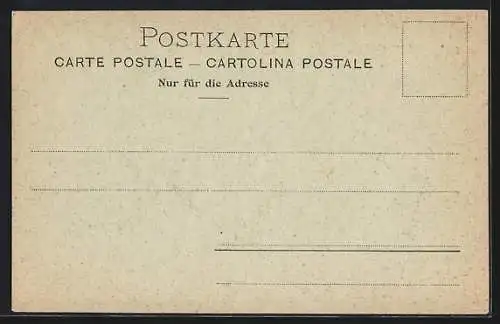 POSTKARTE
CARTE POSTALE — CARTOLINA POSTALE
Nur für die Adresse